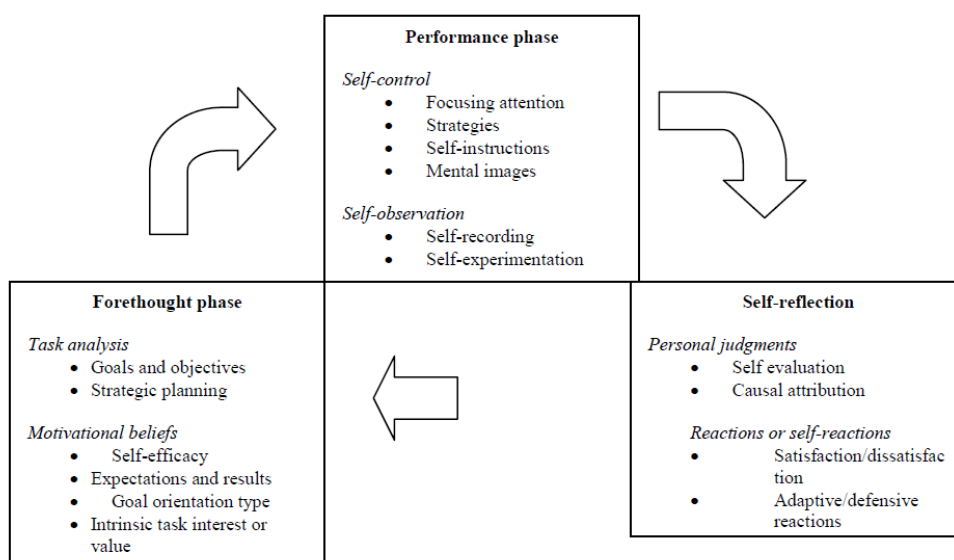 Performance phase
Self-control
• Focusing attention
• Strategies
• Self-instructions
• Mental images
Self-observation
• Self-recording
• Self-experimentation
Forethought phase
Task analysis
• Goals and objectives
• Strategic planning
Motivational beliefs
• Self-efficacy
• Expectations and results
• Goal orientation type
• Intrinsic task interest or
value
Self-reflection
Personal judgments
• Self evaluation
• Causal attribution
Reactions or self-reactions
• Satisfaction/dissatisfac
tion
• Adaptive/defensive
reactions